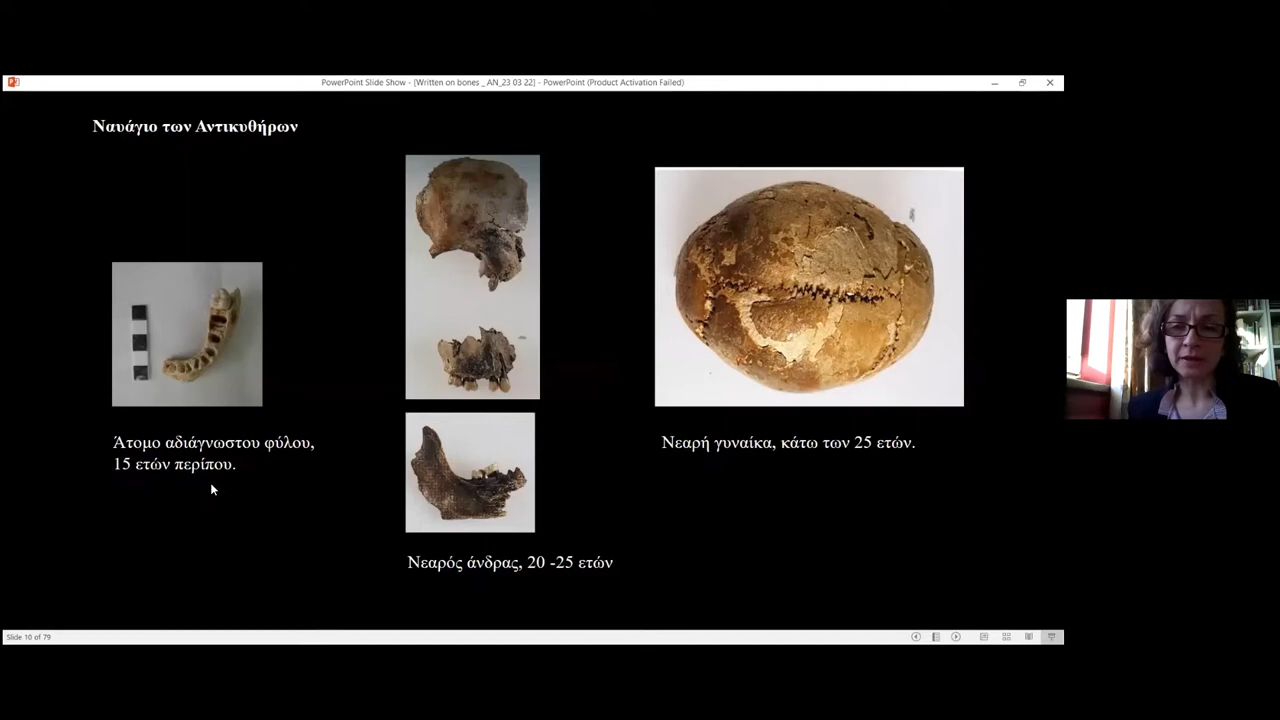 PowerPoint Slide Show - [Written on bones _ AN_23 03 22] - PowerPoint (Product Activation Failed)
Ναυάγιο των Αντικυθήρων
Άτομο αδιάγνωστου φύλου,
15 ετών περίπου.
Νεαρός άνδρας, 20 -25 ετών
Νεαρή γυναίκα, κάτω των 25 ετών.
Slide 10 of 79